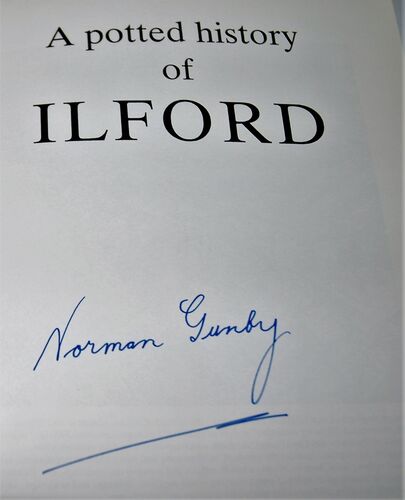 A potted history
of
ILFORD
Norman Gunby